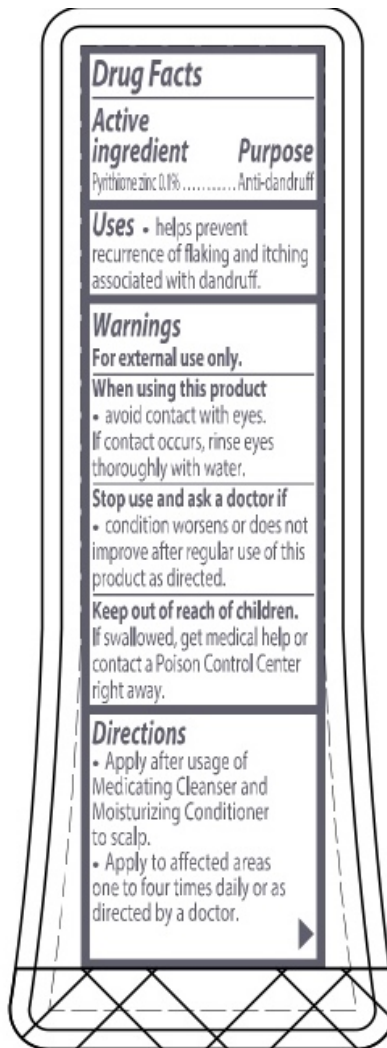 Drug Facts
Active
ingredient Purpose
Pyrithione zinc 0.1%...........Anti-dandruff
Uses • helps prevent
recurrence of flaking and itching
associated with dandruff.
Warnings
For external use only.
When using this product
• avoid contact with eyes.
If contact occurs, rinse eyes
thoroughly with water.
Stop use and ask a doctor if
• condition worsens or does not
improve after regular use of this
product as directed.
Keep out of reach of children.
If swallowed, get medical help or
contact a Poison Control Center
right away.
Directions
• Apply after usage of
Medicating Cleanser and
Moisturizing Conditioner
to scalp.
• Apply to affected areas
one to four times daily or as
directed by a doctor.